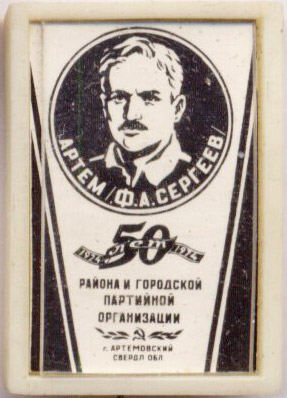 АРТЕМ /Ф.А.СЕРГЕЕВ/
1924 50 лет 1974
РАЙОНА И ГОРОДСКОЙ
ПАРТИЙНОЙ
ОРГАНИЗАЦИИ
г. АРТЕМОВСКИЙ
СВЕРДЛ ОБЛ.